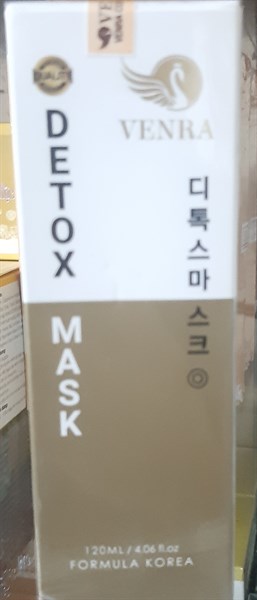 VENRA
DETOX
MASK
디톡스마스크
120ML / 4.06 fl.oz
FORMULA KOREA